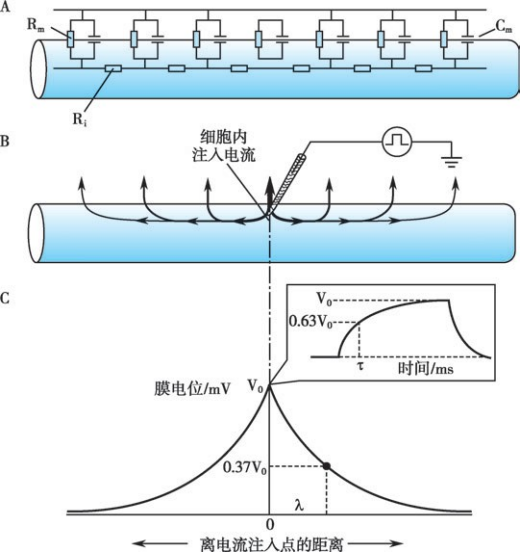 A
Rₘ
Cₘ
Rᵢ
B
细胞内
注入电流
C
V₀
0.63V₀
τ
时间/ms
膜电位/mV
V₀
0.37V₀
λ
0
离电流注入点的距离